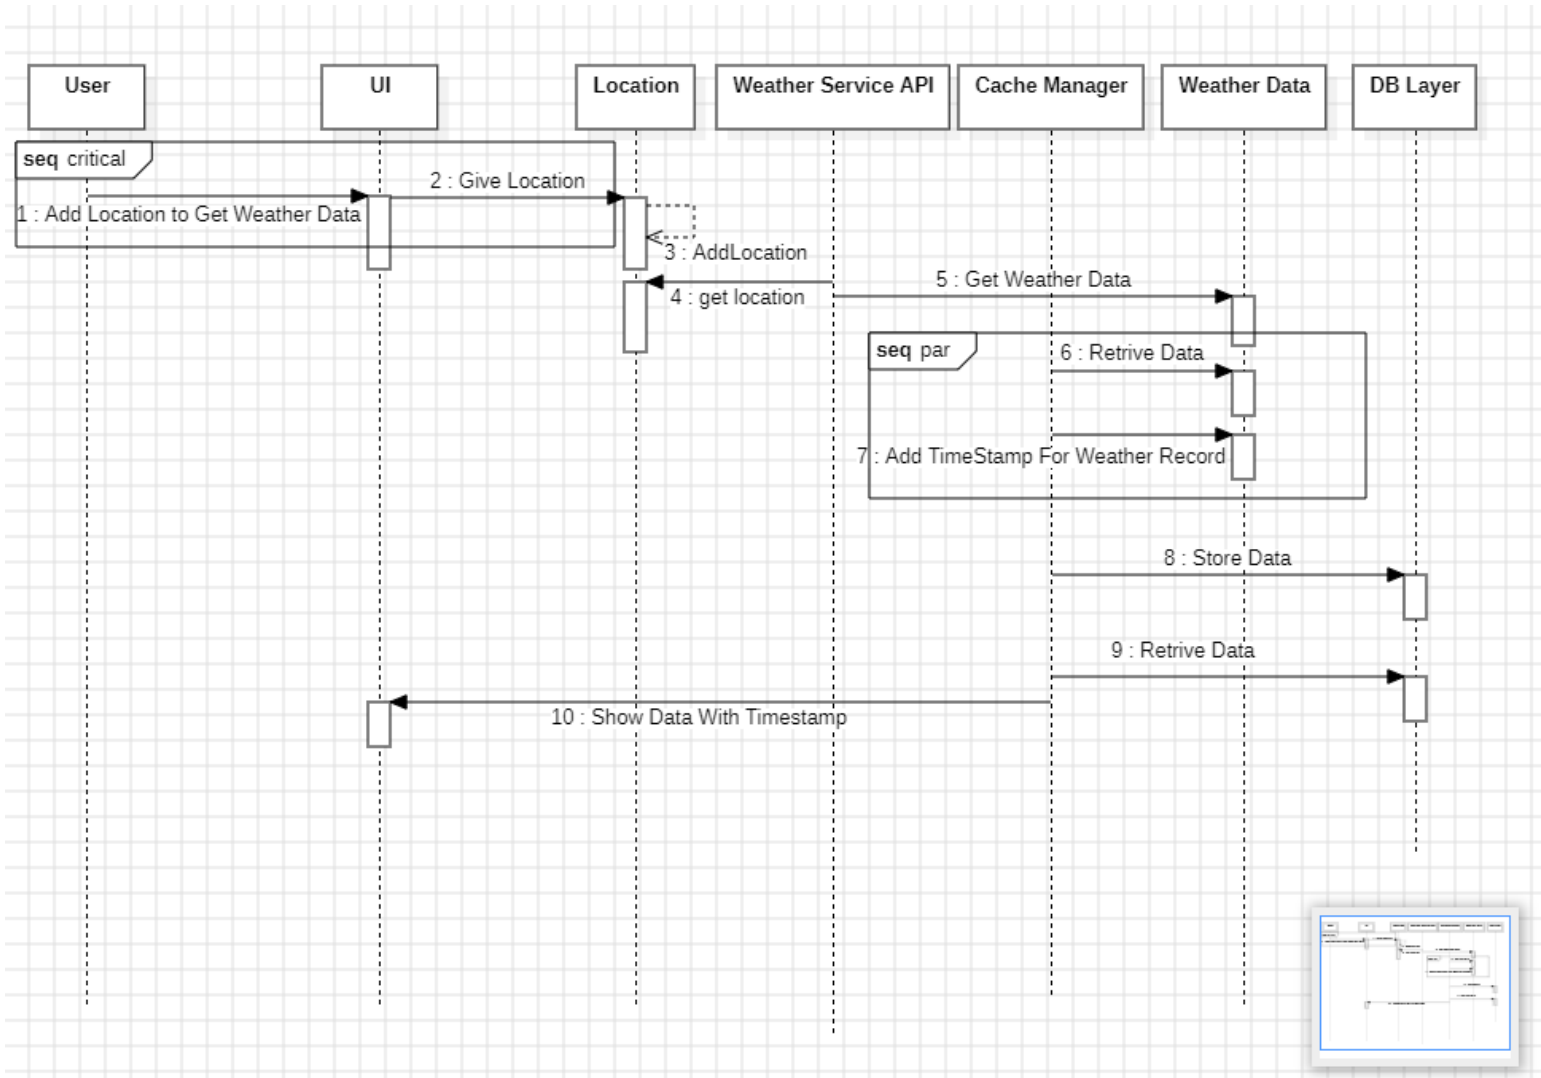 User
UI
Location
Weather Service API
Cache Manager
Weather Data
DB Layer
seq critical
2 : Give Location
1 : Add Location to Get Weather Data
3 : AddLocation
5 : Get Weather Data
4 : get location
seq par
6 : Retrive Data
7 : Add TimeStamp For Weather Record
8 : Store Data
9 : Retrive Data
10 : Show Data With Timestamp